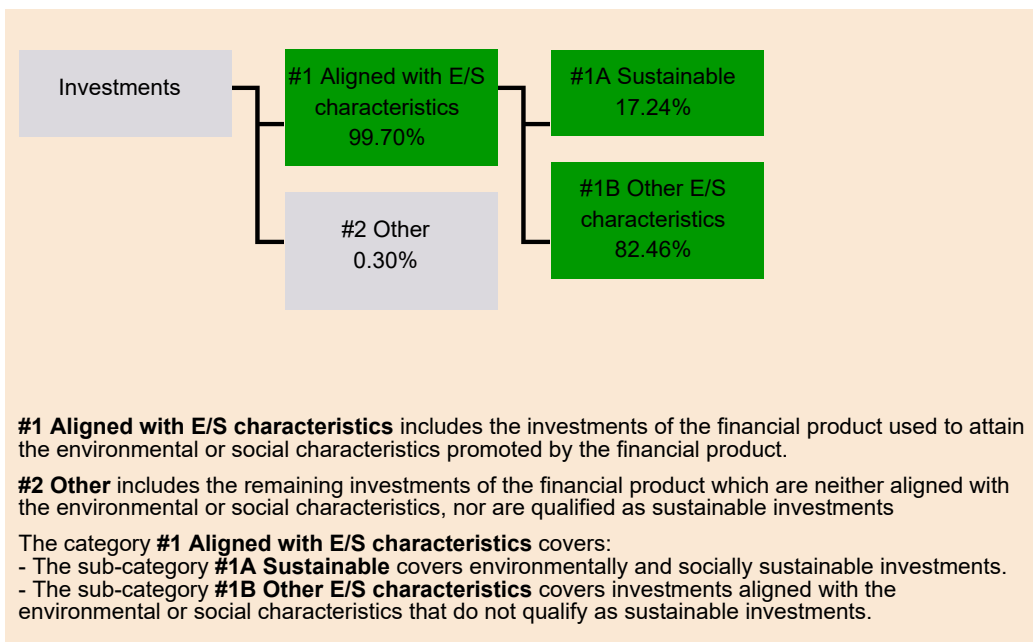 Investments
#1 Aligned with E/S
characteristics
99.70%
#2 Other
0.30%
#1A Sustainable
17.24%
#1B Other E/S
characteristics
82.46%
#1 Aligned with E/S characteristics includes the investments of the financial product used to attain
the environmental or social characteristics promoted by the financial product.
#2 Other includes the remaining investments of the financial product which are neither aligned with
the environmental or social characteristics, nor are qualified as sustainable investments
The category #1 Aligned with E/S characteristics covers:
- The sub-category #1A Sustainable covers environmentally and socially sustainable investments.
- The sub-category #1B Other E/S characteristics covers investments aligned with the
environmental or social characteristics that do not qualify as sustainable investments.